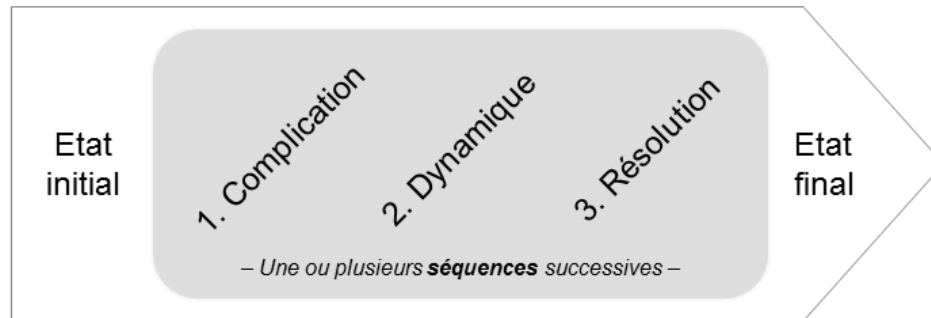 Etat
initial
1. Complication
2. Dynamique
3. Résolution
Etat
final
– Une ou plusieurs séquences successives –